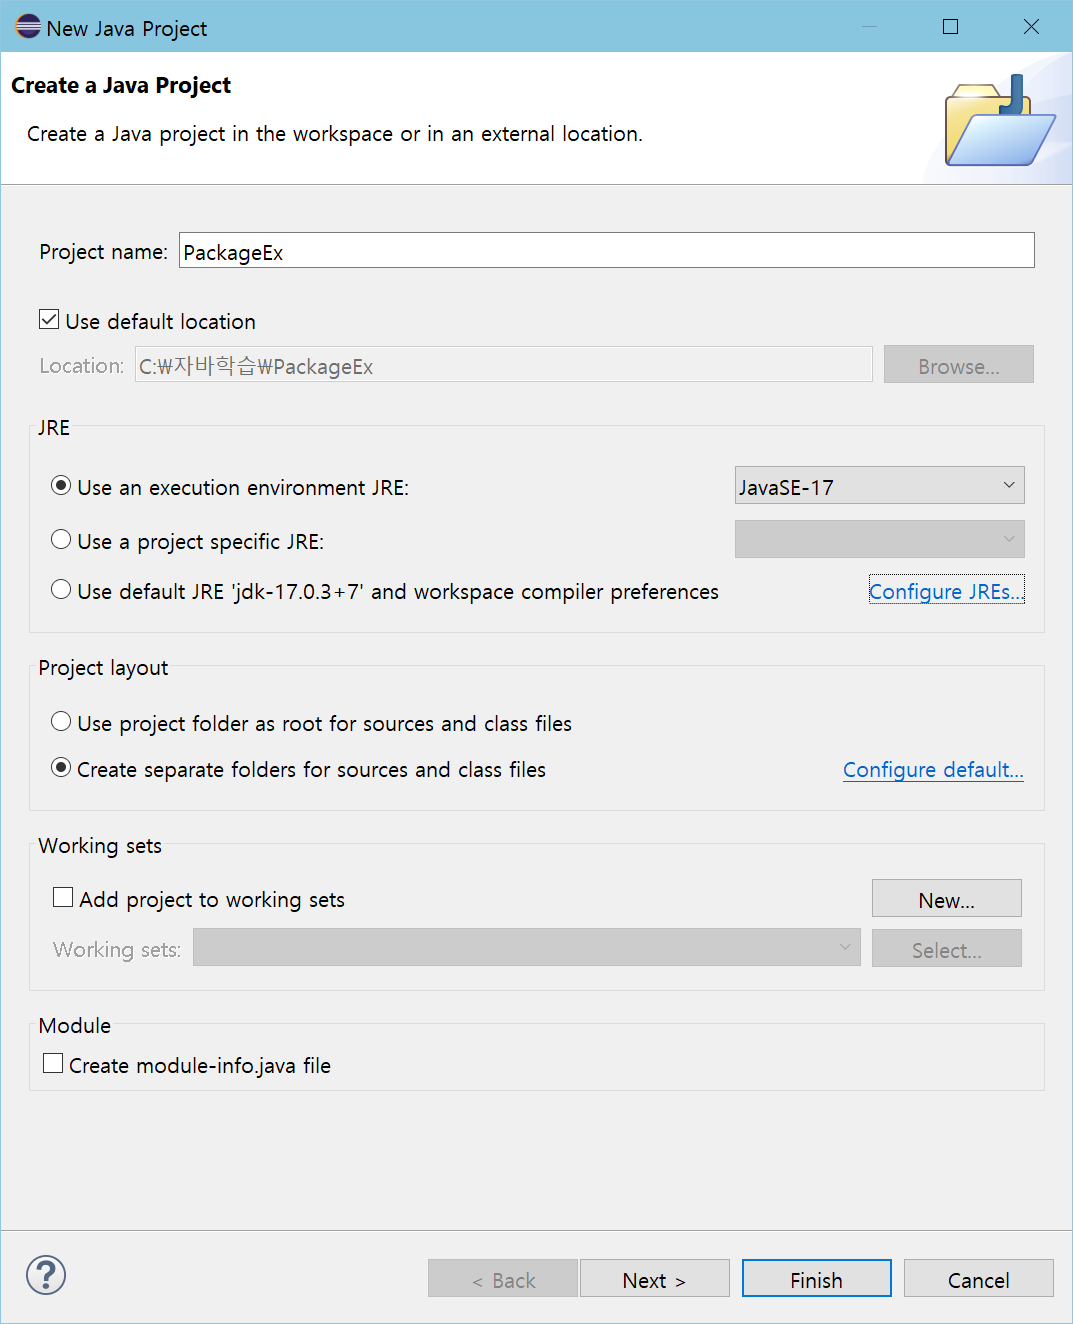 New Java Project
Create a Java Project
Create a Java project in the workspace or in an external location.
Project name: PackageEx
Use default location
Location: C:₩자바학습₩PackageEx Browse...
JRE
Use an execution environment JRE: JavaSE-17
Use a project specific JRE:
Use default JRE 'jdk-17.0.3+7' and workspace compiler preferences Configure JREs...
Project layout
Use project folder as root for sources and class files
Create separate folders for sources and class files Configure default...
Working sets
Add project to working sets New...
Working sets: Select...
Module
Create module-info.java file
? < Back Next > Finish Cancel